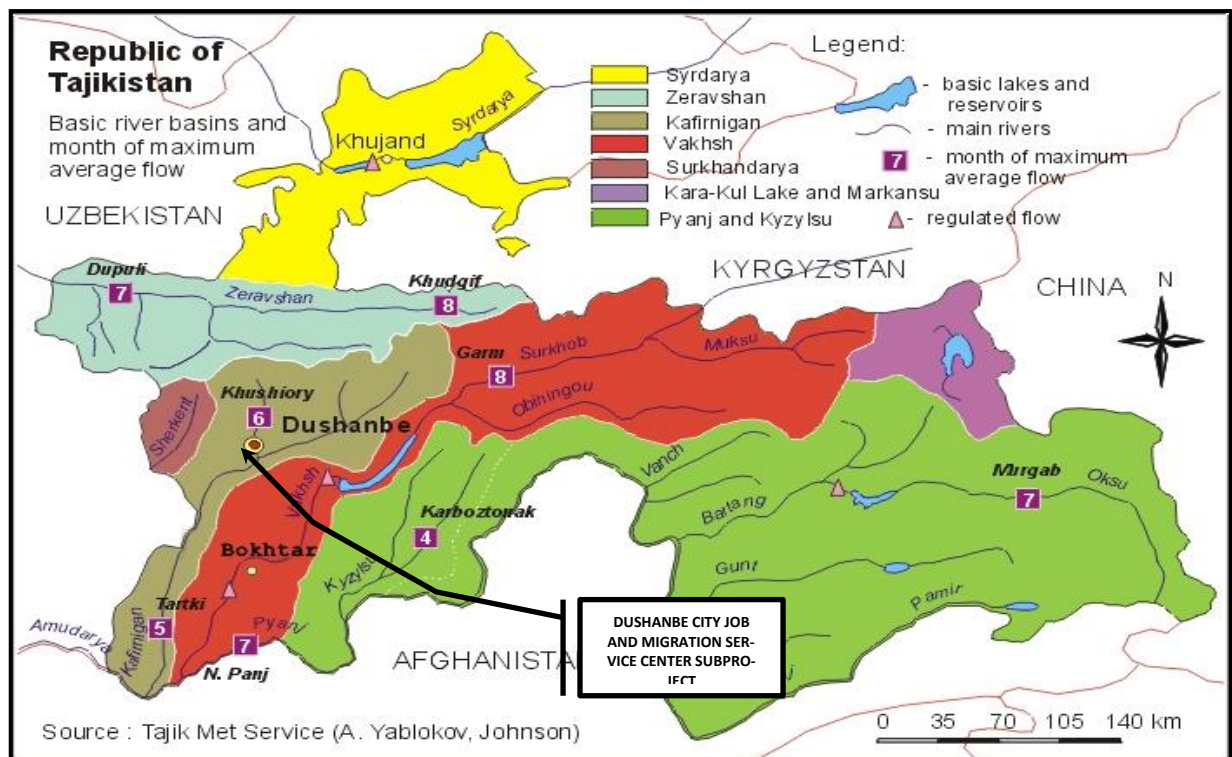 Republic of
Tajikistan
Basic river basins and
month of maximum
average flow
Legend:
Syrdarya
Zeravshan
Kafirnigan
Vakhsh
Surkhandarya
Kara-Kul Lake and Markansu
Pyanj and Kyzylsu
- basic lakes and
reservoirs
- main rivers
7 - month of maximum
average flow
- regulated flow
Khujand
Syrdarya
UZBEKISTAN
KYRGYZSTAN
CHINA
N
Dupuli
7
Zeravshan
Khudgif
8
Garm
8
Surkhob
Muksu
Obihingou
Sherkent
Khushiory
6
Dushanbe
Vakhsh
Vanch
Bartang
Murgab
7
Oksu
Karboztonak
4
Kyzylsu
Bokhtar
Gunt
Pamir
Tartki
5
Kafirnigan
Amudarya
7
Pyanj
N. Panj
AFGHANISTA
DUSHANBE CITY JOB
AND MIGRATION SER-
VICE CENTER SUBPRO-
JECT
j
Source : Tajik Met Service (A. Yablokov, Johnson)
0 35 70 105 140 km